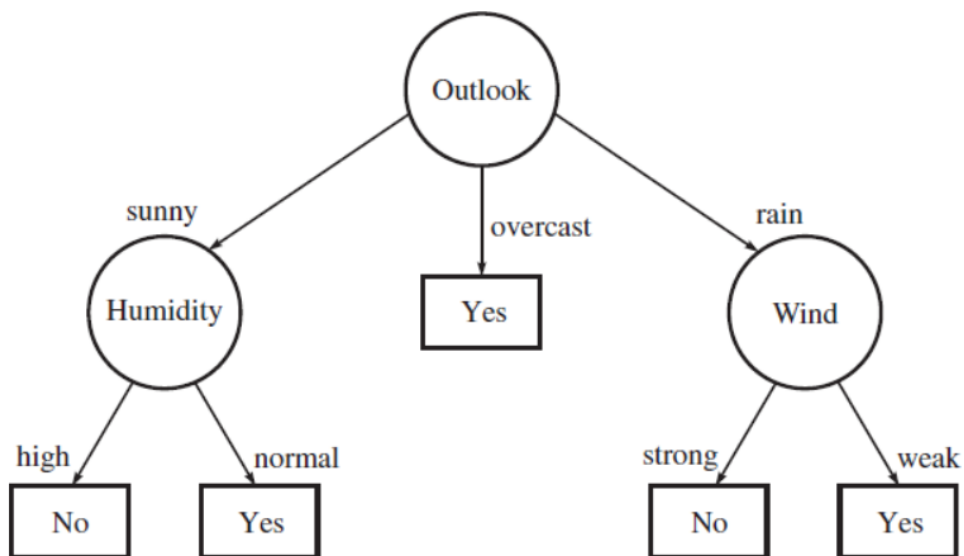 Outlook
sunny
overcast
rain
Humidity
Yes
Wind
high
normal
strong
weak
No
Yes
No
Yes